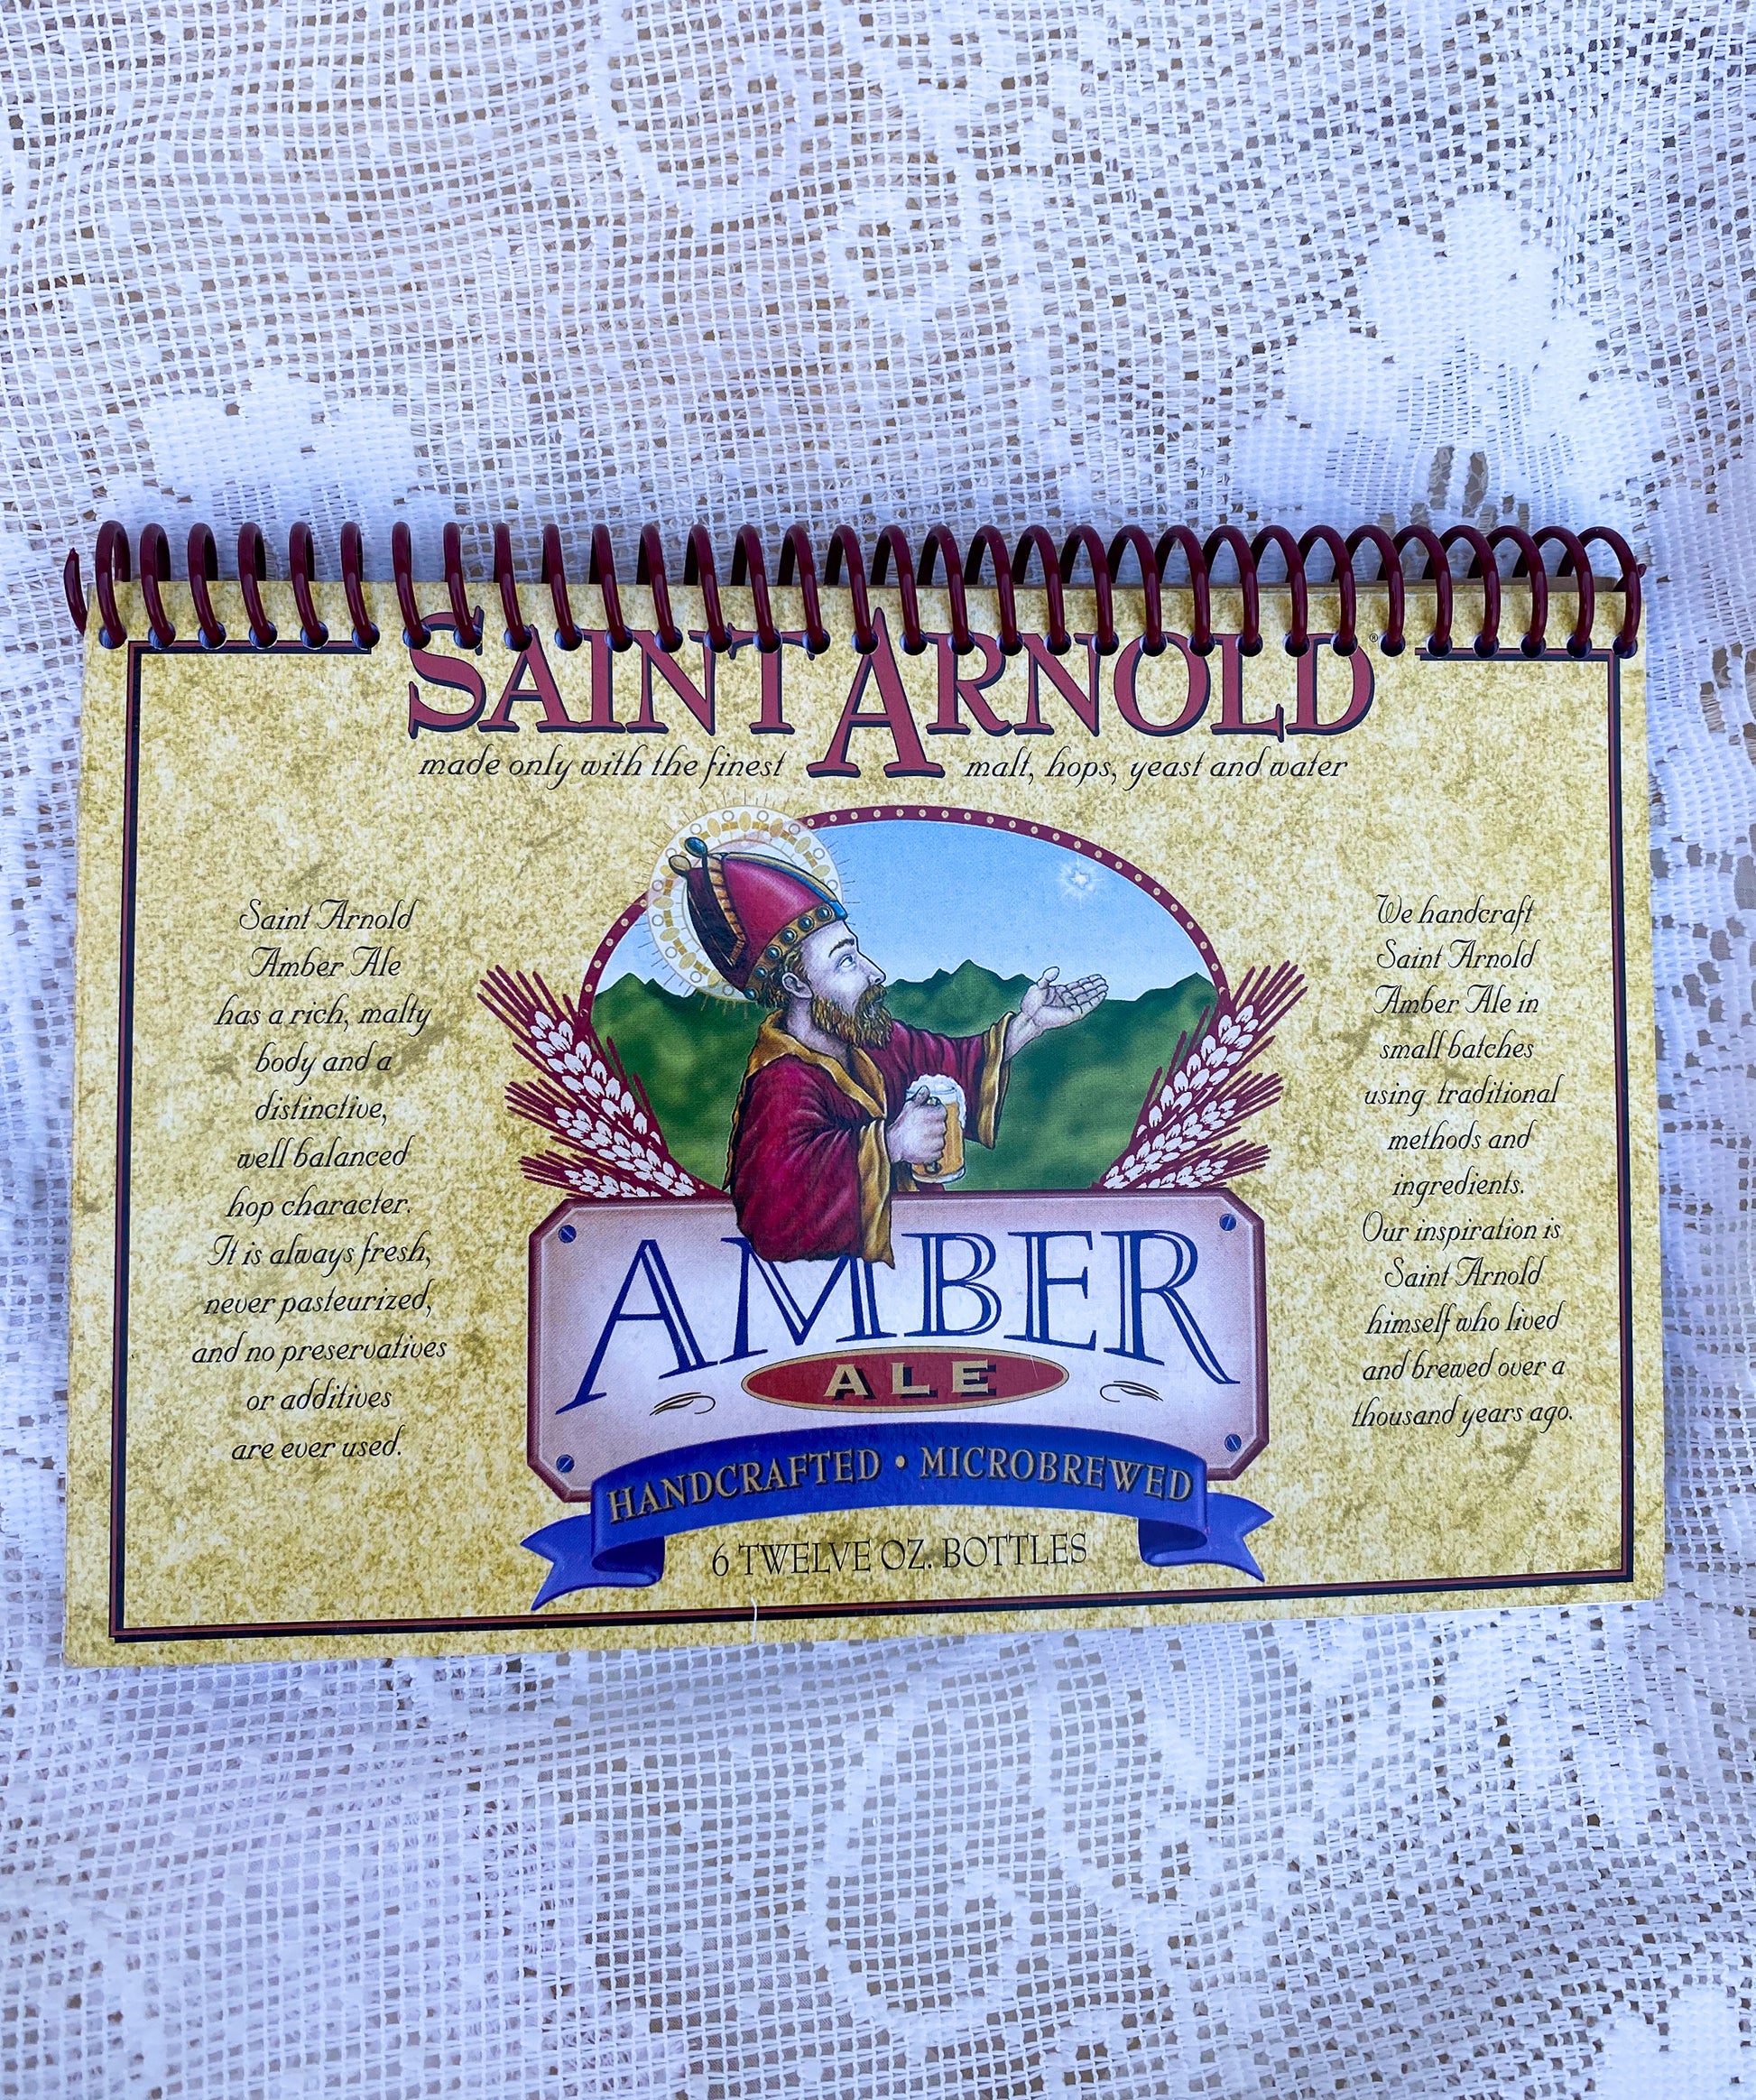 SAINT ARNOLD®
made only with the finest malt, hops, yeast and water
Saint Arnold
Amber Ale
has a rich, malty
body and a
distinctive,
well balanced
hop character.
It is always fresh,
never pasteurized,
and no preservatives
or additives
are ever used.
We handcraft
Saint Arnold
Amber Ale in
small batches
using traditional
methods and
ingredients.
Our inspiration is
Saint Arnold
himself who lived
and brewed over a
thousand years ago.
AMBER
ALE
HANDCRAFTED • MICROBREWED
6 TWELVE OZ. BOTTLES